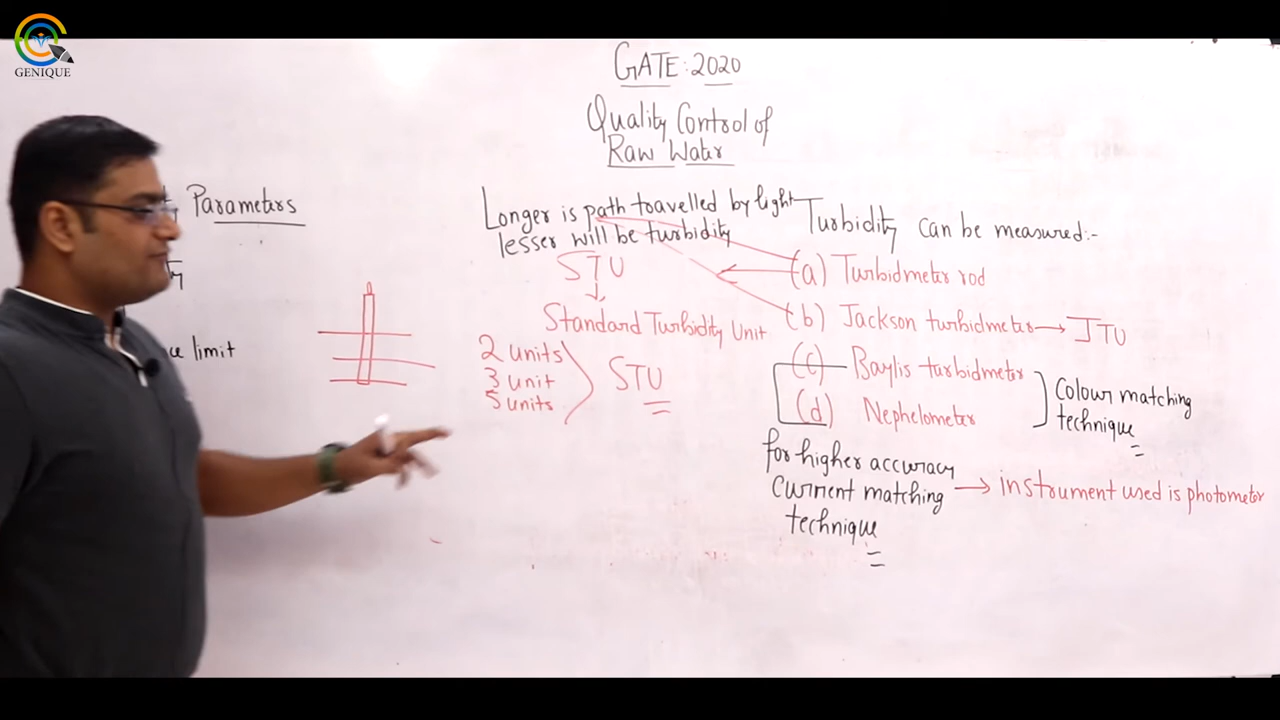 GENIQUE
GATE: 2020
Quality Control of
Raw Water
Parameters
limit
Longer is path travelled by light
lesser will be turbidity
STU
Standard Turbidity Unit
2 units
3 unit
5 units
STU
Turbidity can be measured:-
(a) Turbidmeter rod
(b) Jackson turbidmeter → JTU
(c) Baylis turbidmeter
(d) Nephelometer
Colour matching
technique
for higher accuracy
Current matching
technique
→ instrument used is photometer